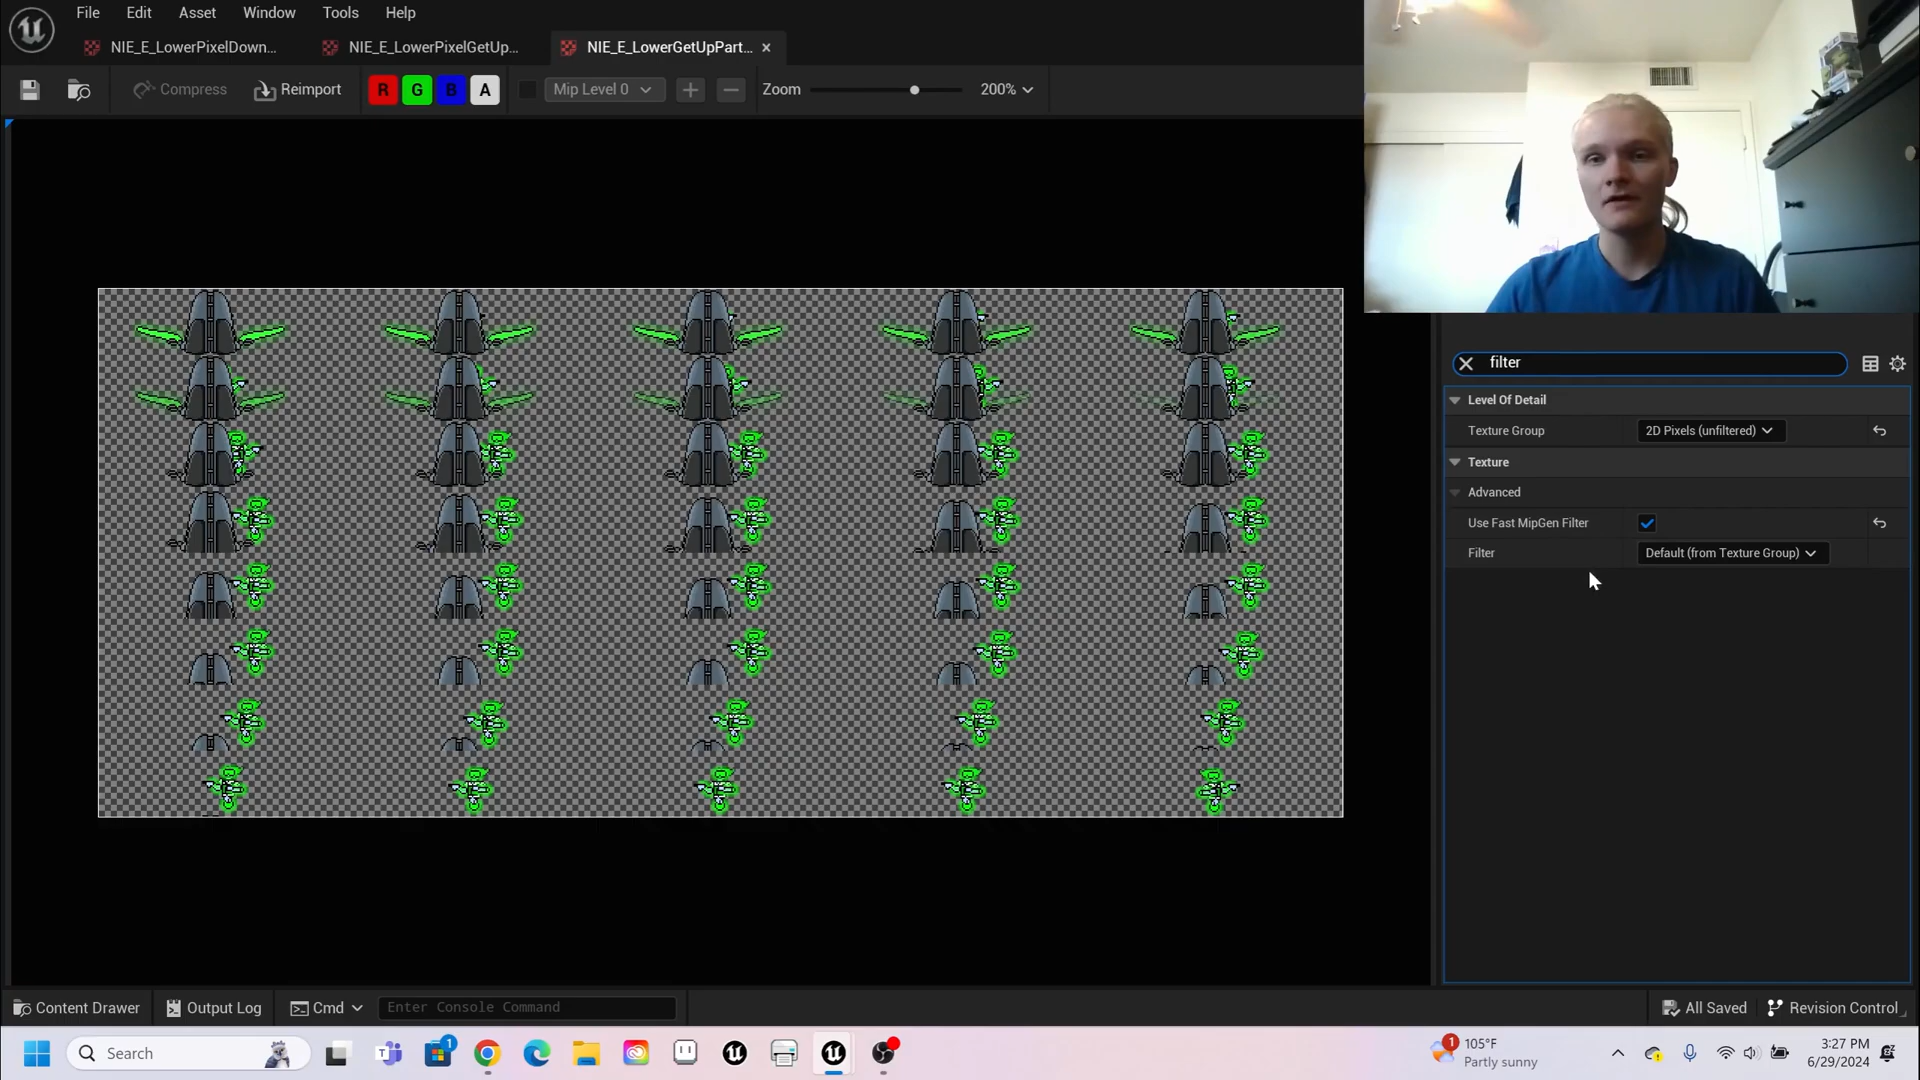 File Edit Asset Window Tools Help
NIE_E_LowerPixelDown... NIE_E_LowerPixelGetUp... NIE_E_LowerGetUpPart...
Compress Reimport R G B A Mip Level 0 Zoom 200%
filter
Level Of Detail
Texture Group 2D Pixels (unfiltered)
Texture
Advanced
Use Fast MipGen Filter
Filter Default (from Texture Group)
Content Drawer Output Log Cmd Enter Console Command All Saved Revision Control
Search 1 1 105°F Partly sunny 3:27 PM 6/29/2024